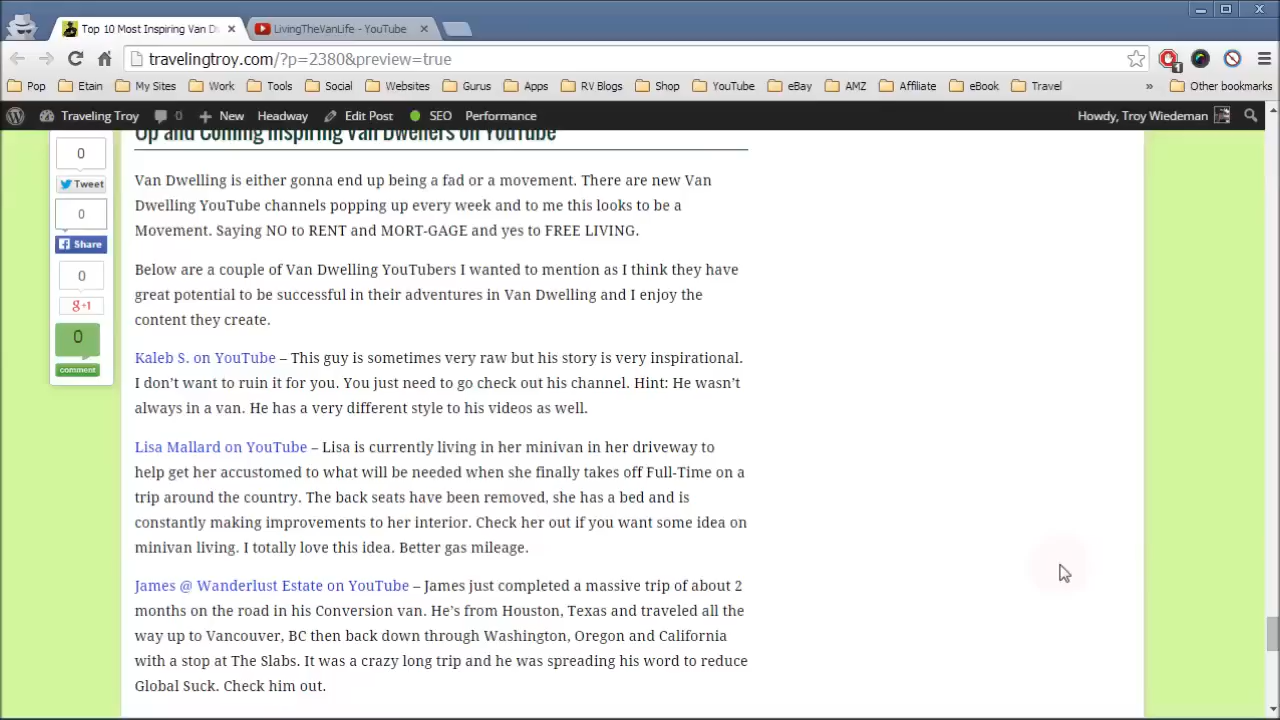 Top 10 Most Inspiring Van D
LivingTheVanLife - YouTube
travelingtroy.com/?p=2380&preview=true
1
Pop
Etain
My Sites
Work
Tools
Social
Websites
Gurus
Apps
RV Blogs
Shop
YouTube
eBay
AMZ
Affiliate
eBook
Travel
»
Other bookmarks
Traveling Troy
0
New
Headway
Edit Post
SEO
Performance
Howdy, Troy Wiedeman
Up and Coming Inspiring Van Dwellers on YouTube
0
Tweet
0
Share
0
g+1
0
comment
Van Dwelling is either gonna end up being a fad or a movement. There are new Van
Dwelling YouTube channels popping up every week and to me this looks to be a
Movement. Saying NO to RENT and MORT-GAGE and yes to FREE LIVING.
Below are a couple of Van Dwelling YouTubers I wanted to mention as I think they have
great potential to be successful in their adventures in Van Dwelling and I enjoy the
content they create.
Kaleb S. on YouTube – This guy is sometimes very raw but his story is very inspirational.
I don’t want to ruin it for you. You just need to go check out his channel. Hint: He wasn’t
always in a van. He has a very different style to his videos as well.
Lisa Mallard on YouTube – Lisa is currently living in her minivan in her driveway to
help get her accustomed to what will be needed when she finally takes off Full-Time on a
trip around the country. The back seats have been removed, she has a bed and is
constantly making improvements to her interior. Check her out if you want some idea on
minivan living. I totally love this idea. Better gas mileage.
James @ Wanderlust Estate on YouTube – James just completed a massive trip of about 2
months on the road in his Conversion van. He’s from Houston, Texas and traveled all the
way up to Vancouver, BC then back down through Washington, Oregon and California
with a stop at The Slabs. It was a crazy long trip and he was spreading his word to reduce
Global Suck. Check him out.